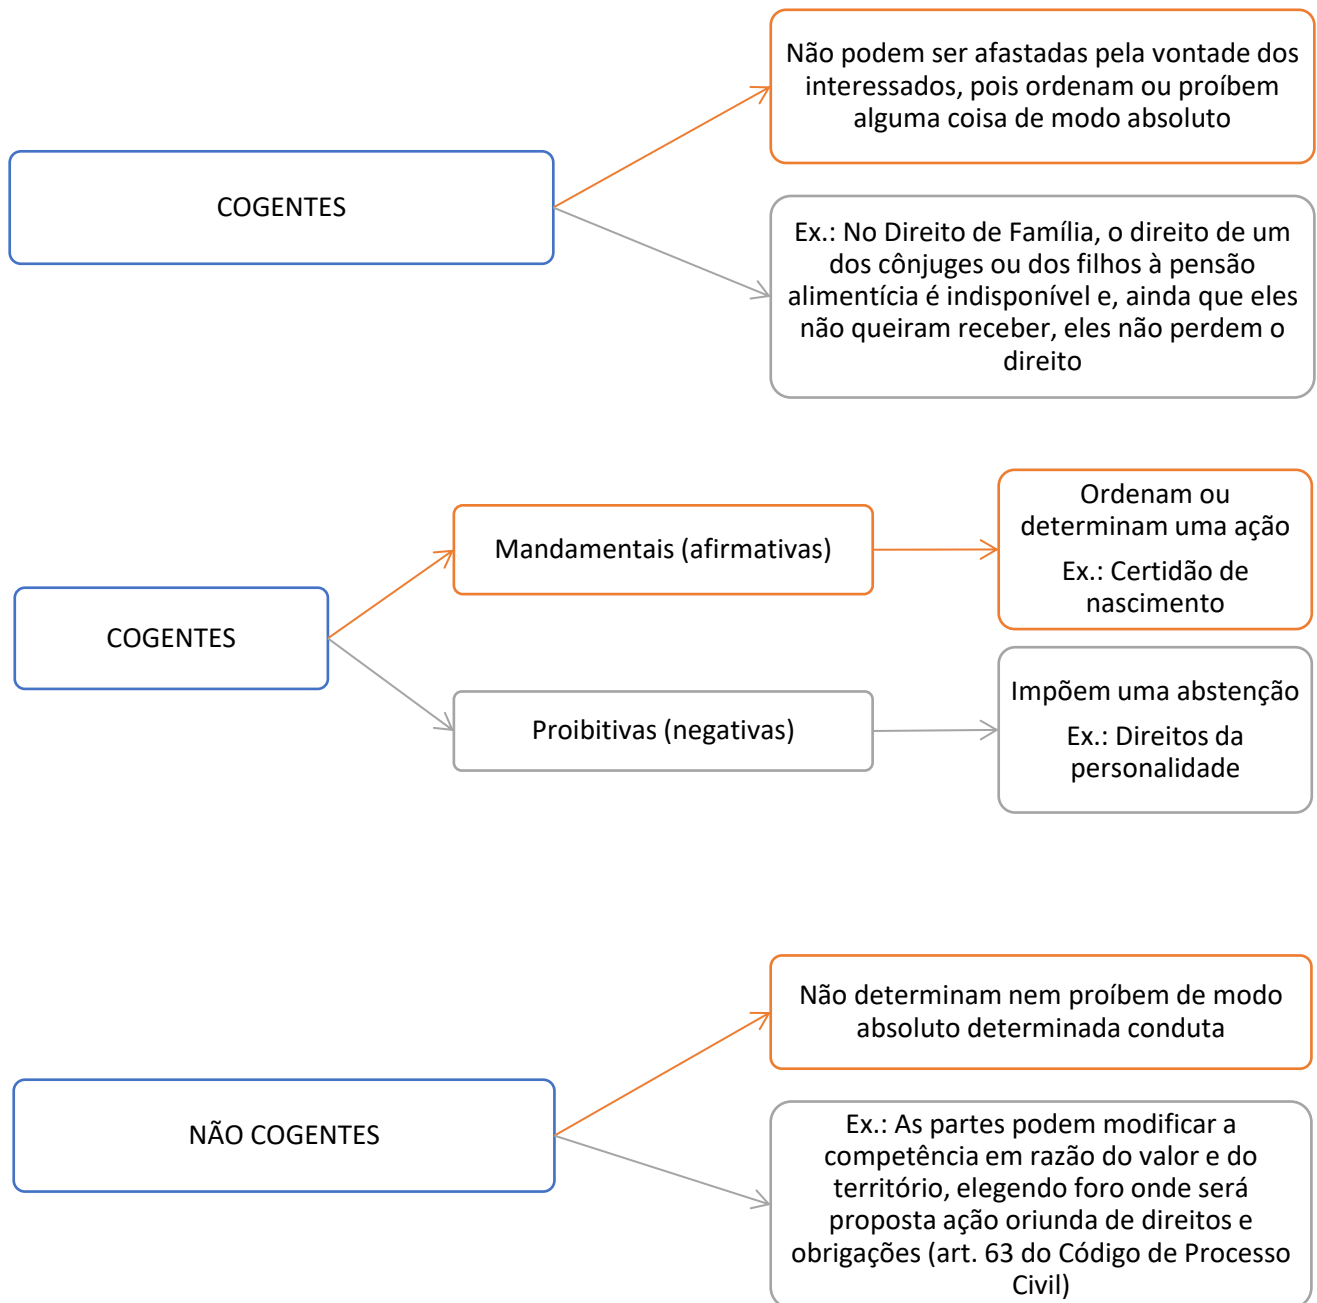 COGENTES
Não podem ser afastadas pela vontade dos
interessados, pois ordenam ou proíbem
alguma coisa de modo absoluto
Ex.: No Direito de Família, o direito de um
dos cônjuges ou dos filhos à pensão
alimentícia é indisponível e, ainda que eles
não queiram receber, eles não perdem o
direito
COGENTES
Mandamentais (afirmativas)
Ordenam ou
determinam uma ação
Ex.: Certidão de
nascimento
Proibitivas (negativas)
Impõem uma abstenção
Ex.: Direitos da
personalidade
NÃO COGENTES
Não determinam nem proíbem de modo
absoluto determinada conduta
Ex.: As partes podem modificar a
competência em razão do valor e do
território, elegendo foro onde será
proposta ação oriunda de direitos e
obrigações (art. 63 do Código de Processo
Civil)